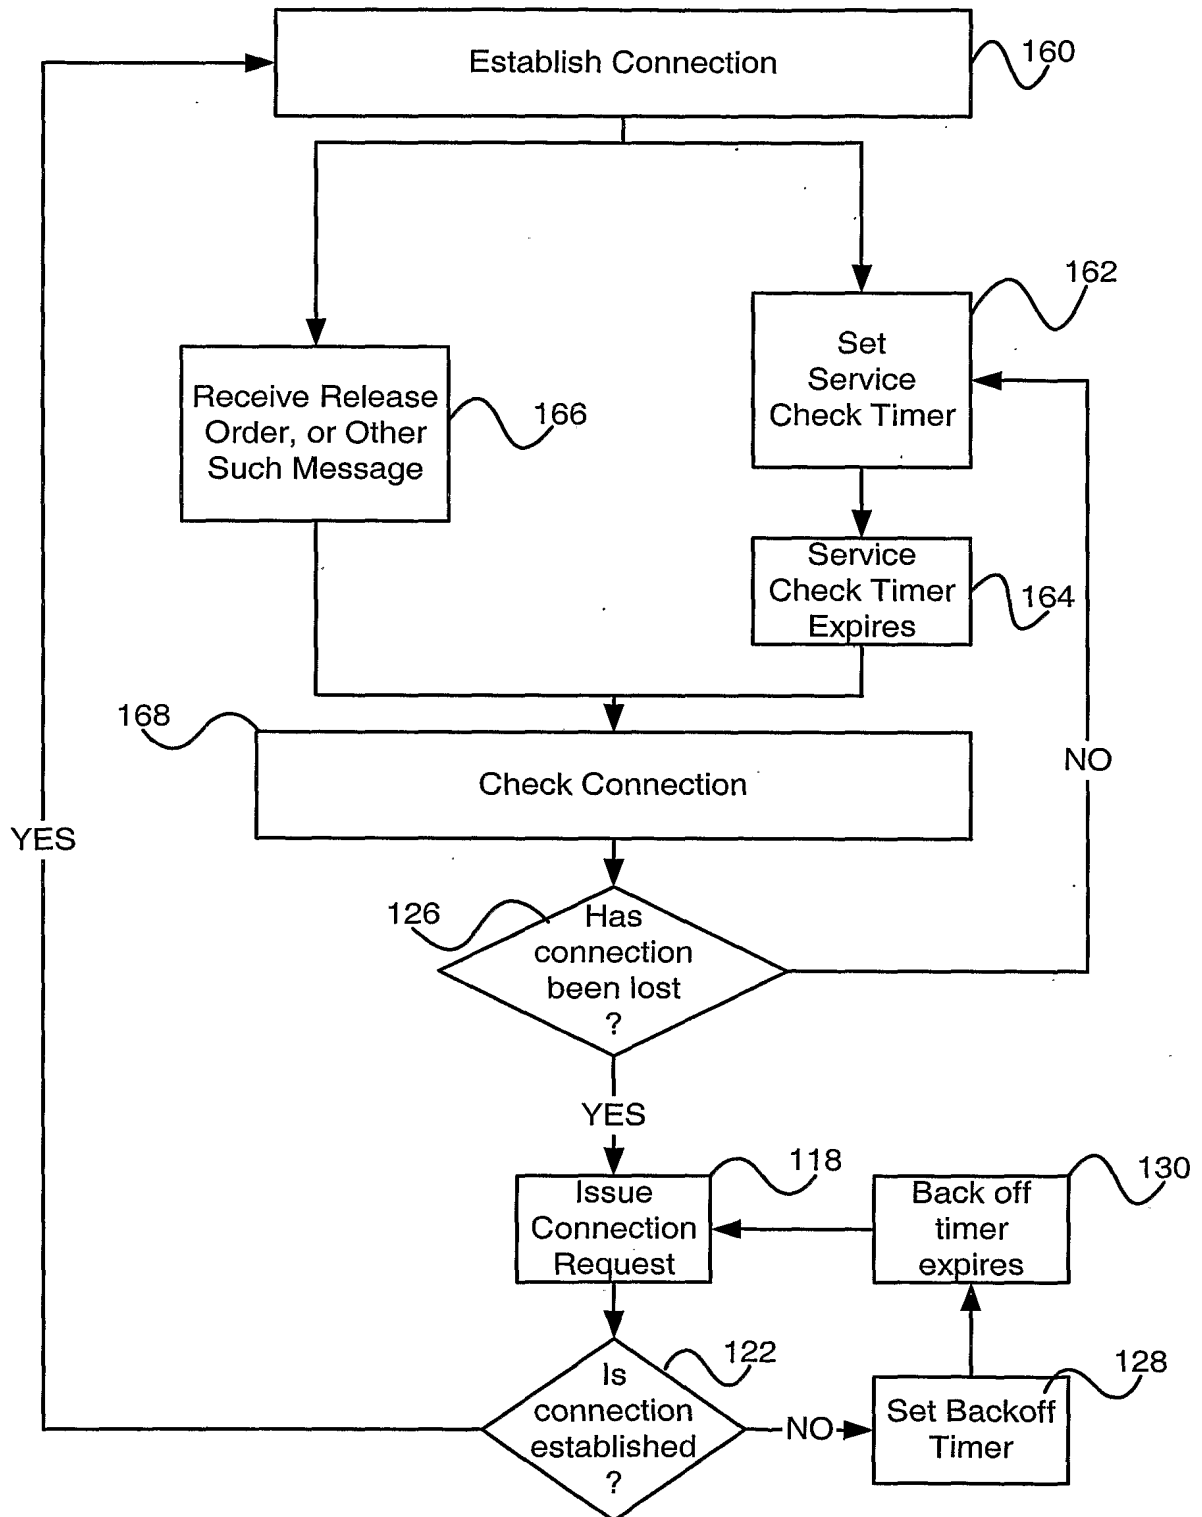 Establish Connection
160
162
Set
Service
Check Timer
Receive Release
Order, or Other
Such Message
166
Service
Check Timer
Expires
164
168
Check Connection
NO
YES
126
Has
connection
been lost
?
YES
118
Issue
Connection
Request
130
Back off
timer
expires
122
Is
connection
established
?
NO
128
Set Backoff
Timer